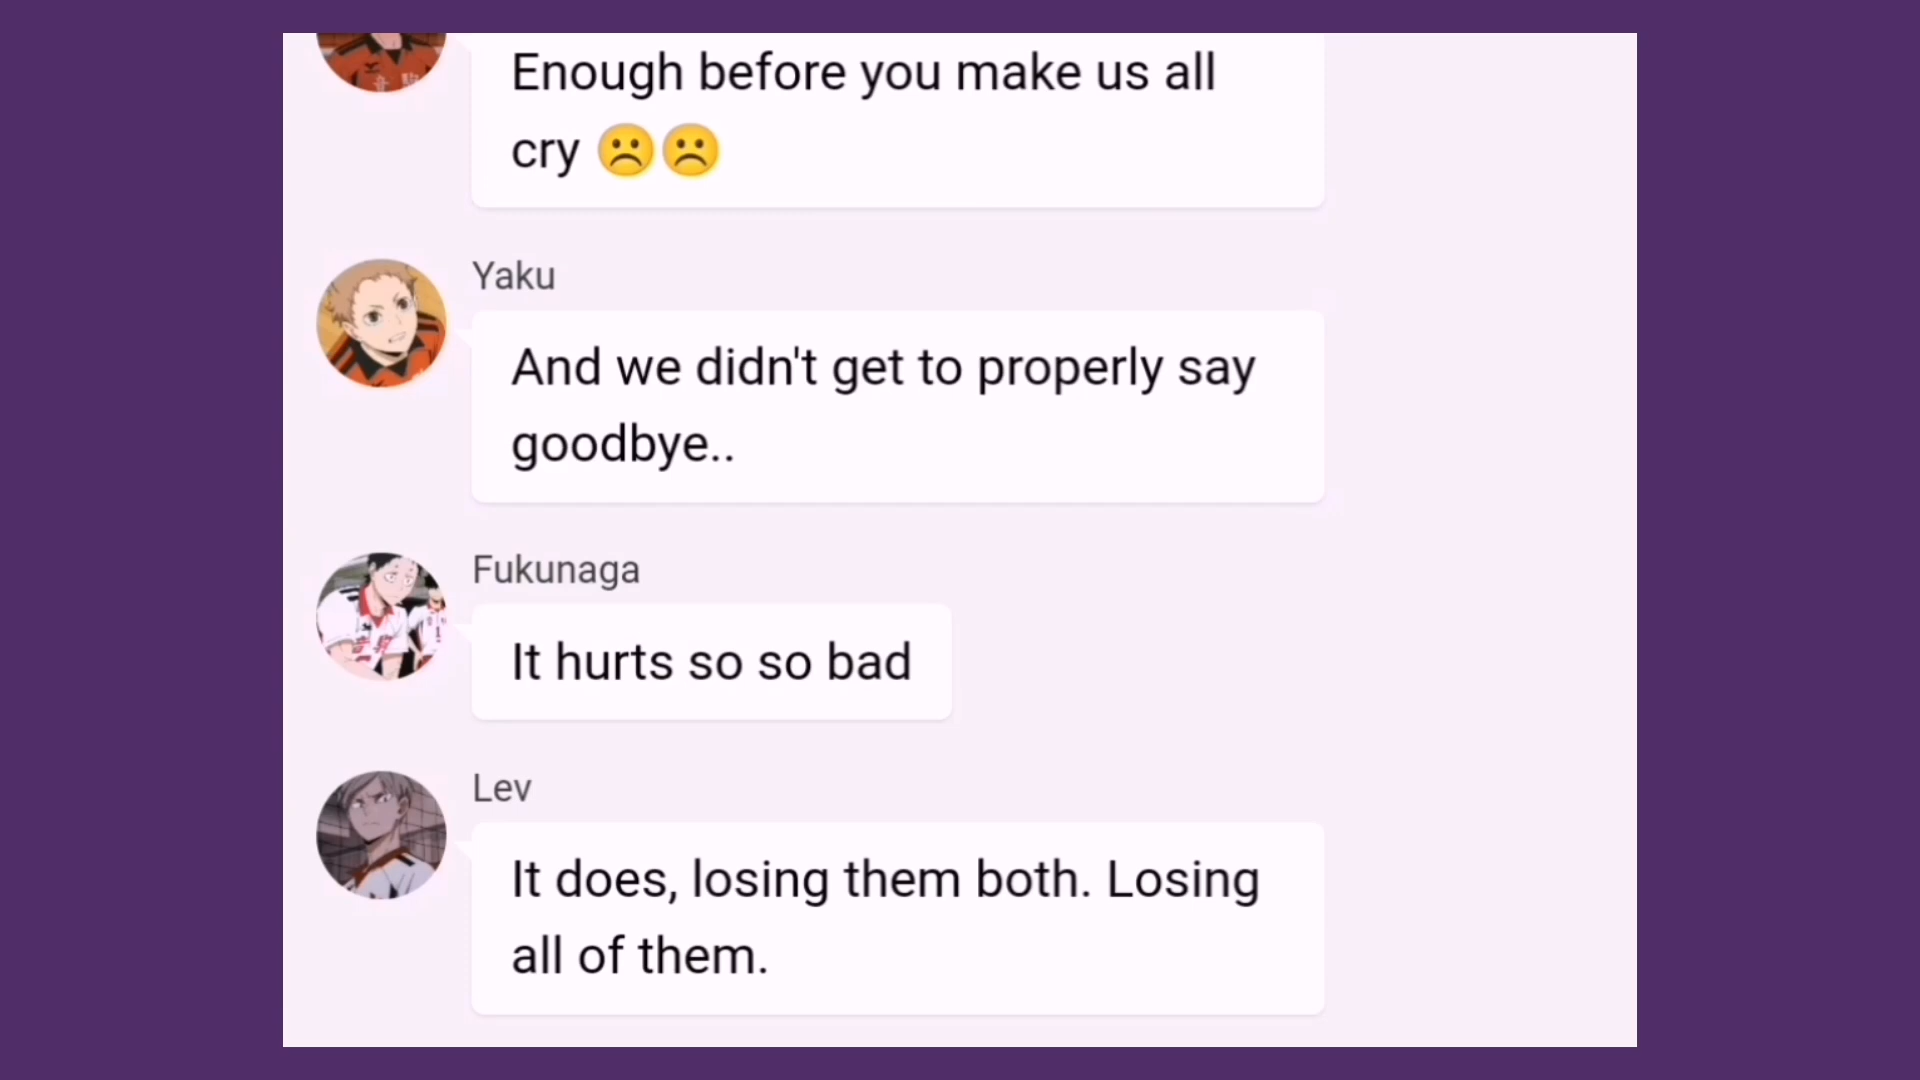 Enough before you make us all
cry ☹️☹️
Yaku
And we didn't get to properly say
goodbye..
Fukunaga
It hurts so so bad
Lev
It does, losing them both. Losing
all of them.